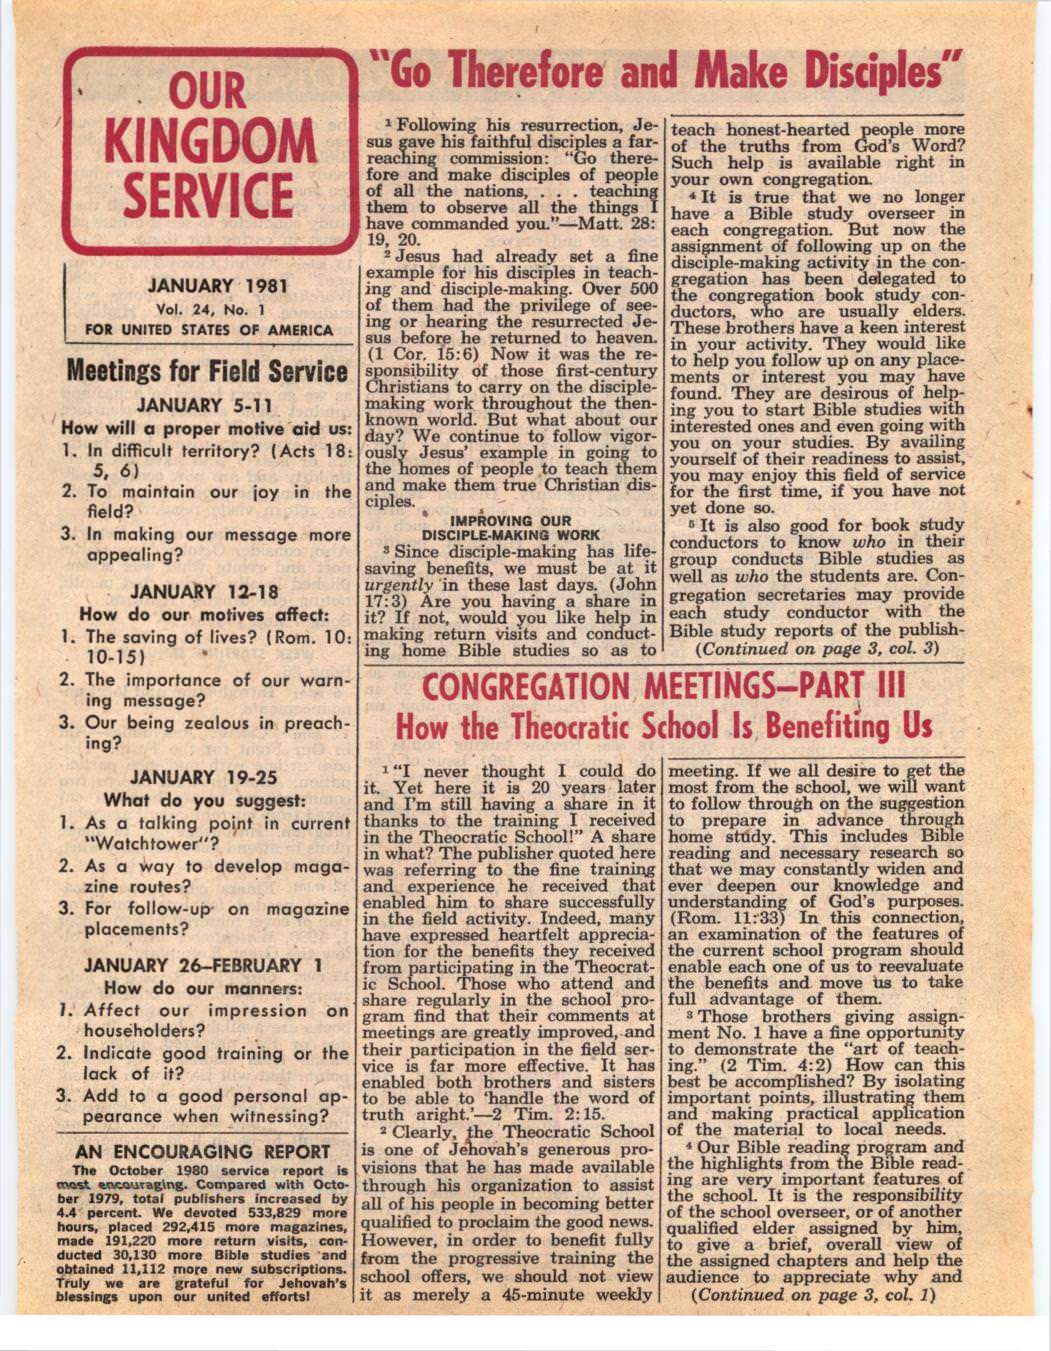 OUR
KINGDOM
SERVICE
JANUARY 1981
Vol. 24, No. 1
FOR UNITED STATES OF AMERICA
Meetings for Field Service
JANUARY 5-11
How will a proper motive aid us:
1. In difficult territory? (Acts 18:
5, 6)
2. To maintain our joy in the
field?
3. In making our message more
appealing?
JANUARY 12-18
How do our motives affect:
1. The saving of lives? (Rom. 10:
10-15)
2. The importance of our warn-
ing message?
3. Our being zealous in preach-
ing?
JANUARY 19-25
What do you suggest:
1. As a talking point in current
"Watchtower"?
2. As a way to develop maga-
zine routes?
3. For follow-up on magazine
placements?
JANUARY 26–FEBRUARY 1
How do our manners:
1. Affect our impression on
householders?
2. Indicate good training or the
lack of it?
3. Add to a good personal ap-
pearance when witnessing?
AN ENCOURAGING REPORT
The October 1980 service report is
most encouraging. Compared with Octo-
ber 1979, total publishers increased by
4.4 percent. We devoted 533,829 more
hours, placed 292,415 more magazines,
made 191,220 more return visits, con-
ducted 30,130 more Bible studies and
obtained 11,112 more new subscriptions.
Truly we are grateful for Jehovah's
blessings upon our united efforts!
"Go Therefore and Make Disciples"
1 Following his resurrection, Je-
sus gave his faithful disciples a far-
reaching commission: "Go there-
fore and make disciples of people
of all the nations, . . . teaching
them to observe all the things I
have commanded you."—Matt. 28:
19, 20.
2 Jesus had already set a fine
example for his disciples in teach-
ing and disciple-making. Over 500
of them had the privilege of see-
ing or hearing the resurrected Je-
sus before he returned to heaven.
(1 Cor. 15:6) Now it was the re-
sponsibility of those first-century
Christians to carry on the disciple-
making work throughout the then-
known world. But what about our
day? We continue to follow vigor-
ously Jesus' example in going to
the homes of people to teach them
and make them true Christian dis-
ciples.
IMPROVING OUR
DISCIPLE-MAKING WORK
3 Since disciple-making has life-
saving benefits, we must be at it
urgently in these last days. (John
17:3) Are you having a share in
it? If not, would you like help in
making return visits and conduct-
ing home Bible studies so as to
teach honest-hearted people more
of the truths from God's Word?
Such help is available right in
your own congregation.
4 It is true that we no longer
have a Bible study overseer in
each congregation. But now the
assignment of following up on the
disciple-making activity in the con-
gregation has been delegated to
the congregation book study con-
ductors, who are usually elders.
These brothers have a keen interest
in your activity. They would like
to help you follow up on any place-
ments or interest you may have
found. They are desirous of help-
ing you to start Bible studies with
interested ones and even going with
you on your studies. By availing
yourself of their readiness to assist,
you may enjoy this field of service
for the first time, if you have not
yet done so.
5 It is also good for book study
conductors to know who in their
group conducts Bible studies as
well as who the students are. Con-
gregation secretaries may provide
each study conductor with the
Bible study reports of the publish-
(Continued on page 3, col. 3)
CONGREGATION MEETINGS—PART III
How the Theocratic School Is Benefiting Us
1 "I never thought I could do
it. Yet here it is 20 years later
and I'm still having a share in it
thanks to the training I received
in the Theocratic School!" A share
in what? The publisher quoted here
was referring to the fine training
and experience he received that
enabled him to share successfully
in the field activity. Indeed, many
have expressed heartfelt apprecia-
tion for the benefits they received
from participating in the Theocrat-
ic School. Those who attend and
share regularly in the school pro-
gram find that their comments at
meetings are greatly improved, and
their participation in the field ser-
vice is far more effective. It has
enabled both brothers and sisters
to be able to 'handle the word of
truth aright.'—2 Tim. 2:15.
2 Clearly, the Theocratic School
is one of Jehovah's generous pro-
visions that he has made available
through his organization to assist
all of his people in becoming better
qualified to proclaim the good news.
However, in order to benefit fully
from the progressive training the
school offers, we should not view
it as merely a 45-minute weekly
meeting. If we all desire to get the
most from the school, we will want
to follow through on the suggestion
to prepare in advance through
home study. This includes Bible
reading and necessary research so
that we may constantly widen and
ever deepen our knowledge and
understanding of God's purposes.
(Rom. 11:33) In this connection,
an examination of the features of
the current school program should
enable each one of us to reevaluate
the benefits and move us to take
full advantage of them.
3 Those brothers giving assign-
ment No. 1 have a fine opportunity
to demonstrate the "art of teach-
ing." (2 Tim. 4:2) How can this
best be accomplished? By isolating
important points, illustrating them
and making practical application
of the material to local needs.
4 Our Bible reading program and
the highlights from the Bible read-
ing are very important features of
the school. It is the responsibility
of the school overseer, or of another
qualified elder assigned by him,
to give a brief, overall view of
the assigned chapters and help the
audience to appreciate why and
(Continued on page 3, col. 1)